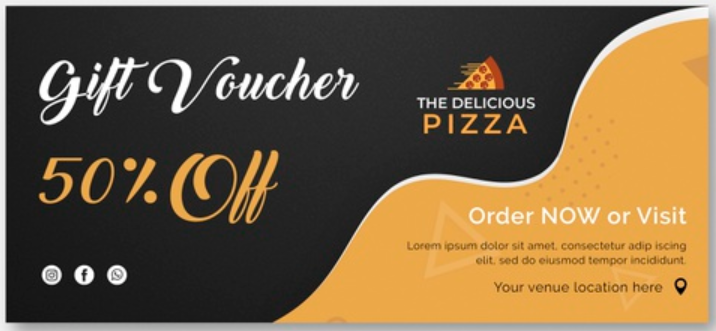 Gift Voucher
50% Off
THE DELICIOUS
PIZZA
Order NOW or Visit
Lorem ipsum dolor sit amet, consectetur adip iscing
elit, sed do eiusmod tempor incididunt.
Your venue location here